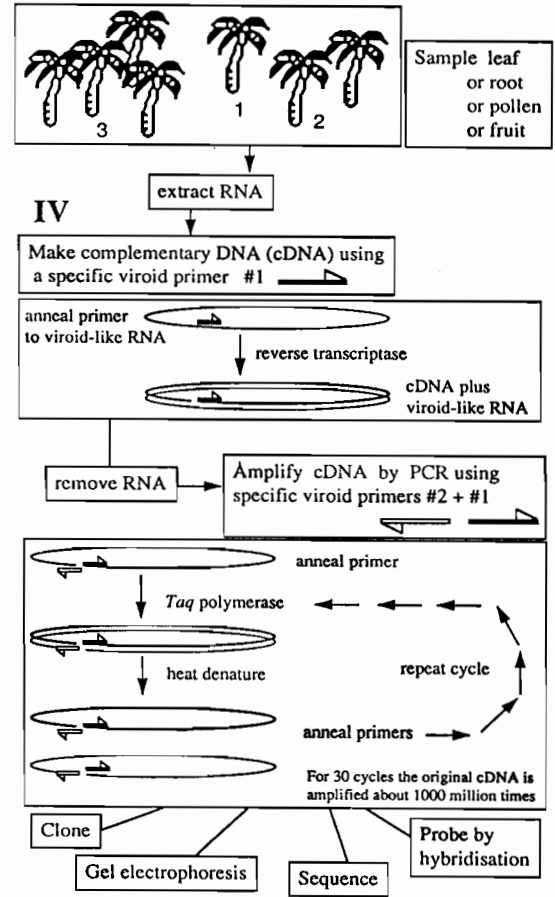 3
1
2
Sample leaf
or root
or pollen
or fruit
extract RNA
IV
Make complementary DNA (cDNA) using
a specific viroid primer #1
anneal primer
to viroid-like RNA
reverse transcriptase
cDNA plus
viroid-like RNA
remove RNA
Amplify cDNA by PCR using
specific viroid primers #2 + #1
anneal primer
Taq polymerase
heat denature
repeat cycle
anneal primers
For 30 cycles the original cDNA is
amplified about 1000 million times
Clone
Gel electrophoresis
Sequence
Probe by
hybridisation